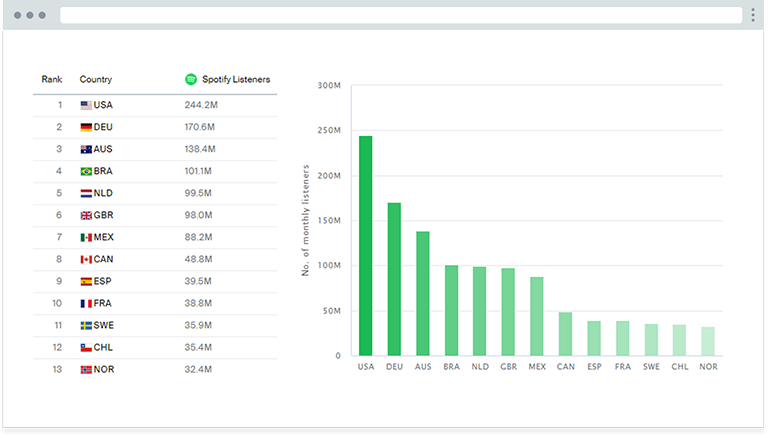 Rank Country Spotify Listeners
1 USA 244.2M
2 DEU 170.6M
3 AUS 138.4M
4 BRA 101.1M
5 NLD 99.5M
6 GBR 98.0M
7 MEX 88.2M
8 CAN 48.8M
9 ESP 39.5M
10 FRA 38.8M
11 SWE 35.9M
12 CHL 35.4M
13 NOR 32.4M
No. of monthly listeners
300M
250M
200M
150M
100M
50M
0
USA DEU AUS BRA NLD GBR MEX CAN ESP FRA SWE CHL NOR